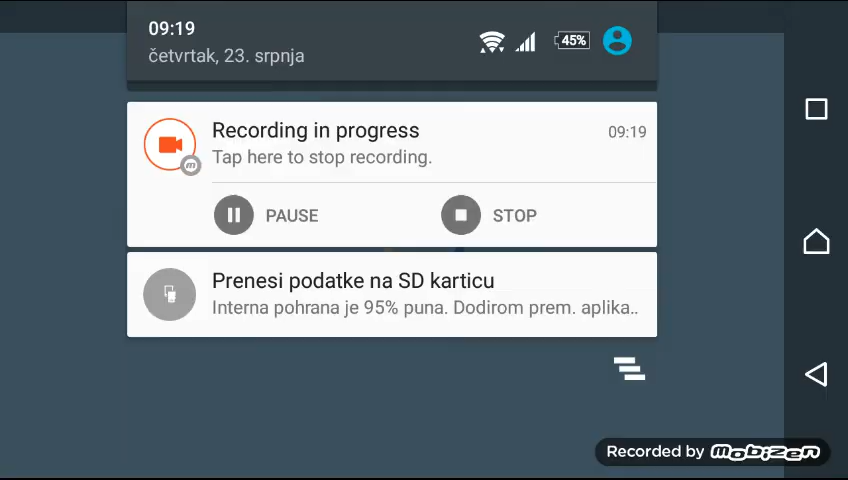 09:19
četvrtak, 23. srpnja
45%
Recording in progress
09:19
Tap here to stop recording.
PAUSE
STOP
Prenesi podatke na SD karticu
Interna pohrana je 95% puna. Dodirom prem. aplika..
Recorded by mobizen